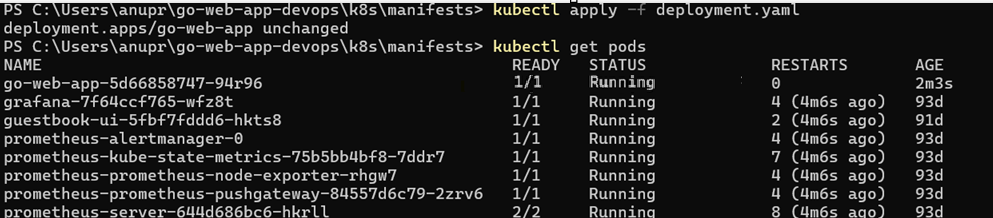 PS C:\Users\anupr\go-web-app-devops\k8s\manifests> kubectl apply -f deployment.yaml
deployment.apps/go-web-app unchanged
PS C:\Users\anupr\go-web-app-devops\k8s\manifests> kubectl get pods
NAME READY STATUS RESTARTS AGE
go-web-app-5d66858747-94r96 1/1 Running 0 2m3s
grafana-7f64ccf765-wfz8t 1/1 Running 4 (4m6s ago) 93d
guestbook-ui-5fbf7fddd6-hkts8 1/1 Running 2 (4m6s ago) 91d
prometheus-alertmanager-0 1/1 Running 4 (4m6s ago) 93d
prometheus-kube-state-metrics-75b5bb4bf8-7ddr7 1/1 Running 7 (4m6s ago) 93d
prometheus-prometheus-node-exporter-rhgw7 1/1 Running 4 (4m6s ago) 93d
prometheus-prometheus-pushgateway-84557d6c79-2zrv6 1/1 Running 4 (4m6s ago) 93d
prometheus-server-644d686bc6-hkrll 2/2 Running 8 (4m6s ago) 93d